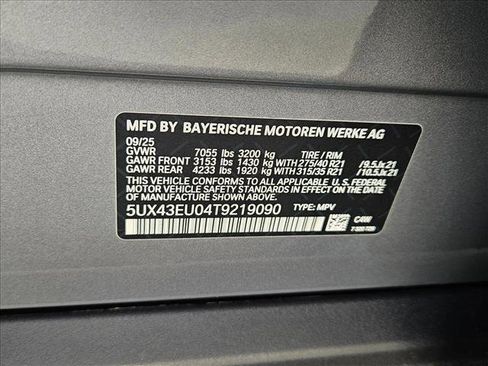 MFD BY BAYERISCHE MOTOREN WERKE AG
09/25
GVWR 7055 lbs 3200 kg TIRE / RIM
GAWR FRONT 3153 lbs 1430 kg WITH 275/40 R21 /9.5Jx21
GAWR REAR 4233 lbs 1920 kg WITH 315/35 R21 /10.5Jx21
THIS VEHICLE CONFORMS TO ALL APPLICABLE U.S. FEDERAL
MOTOR VEHICLE SAFETY STANDARDS IN EFFECT ON THE DATE
OF MANUFACTURE SHOWN ABOVE.
5UX43EU04T9219090 TYPE: MPV
C4W